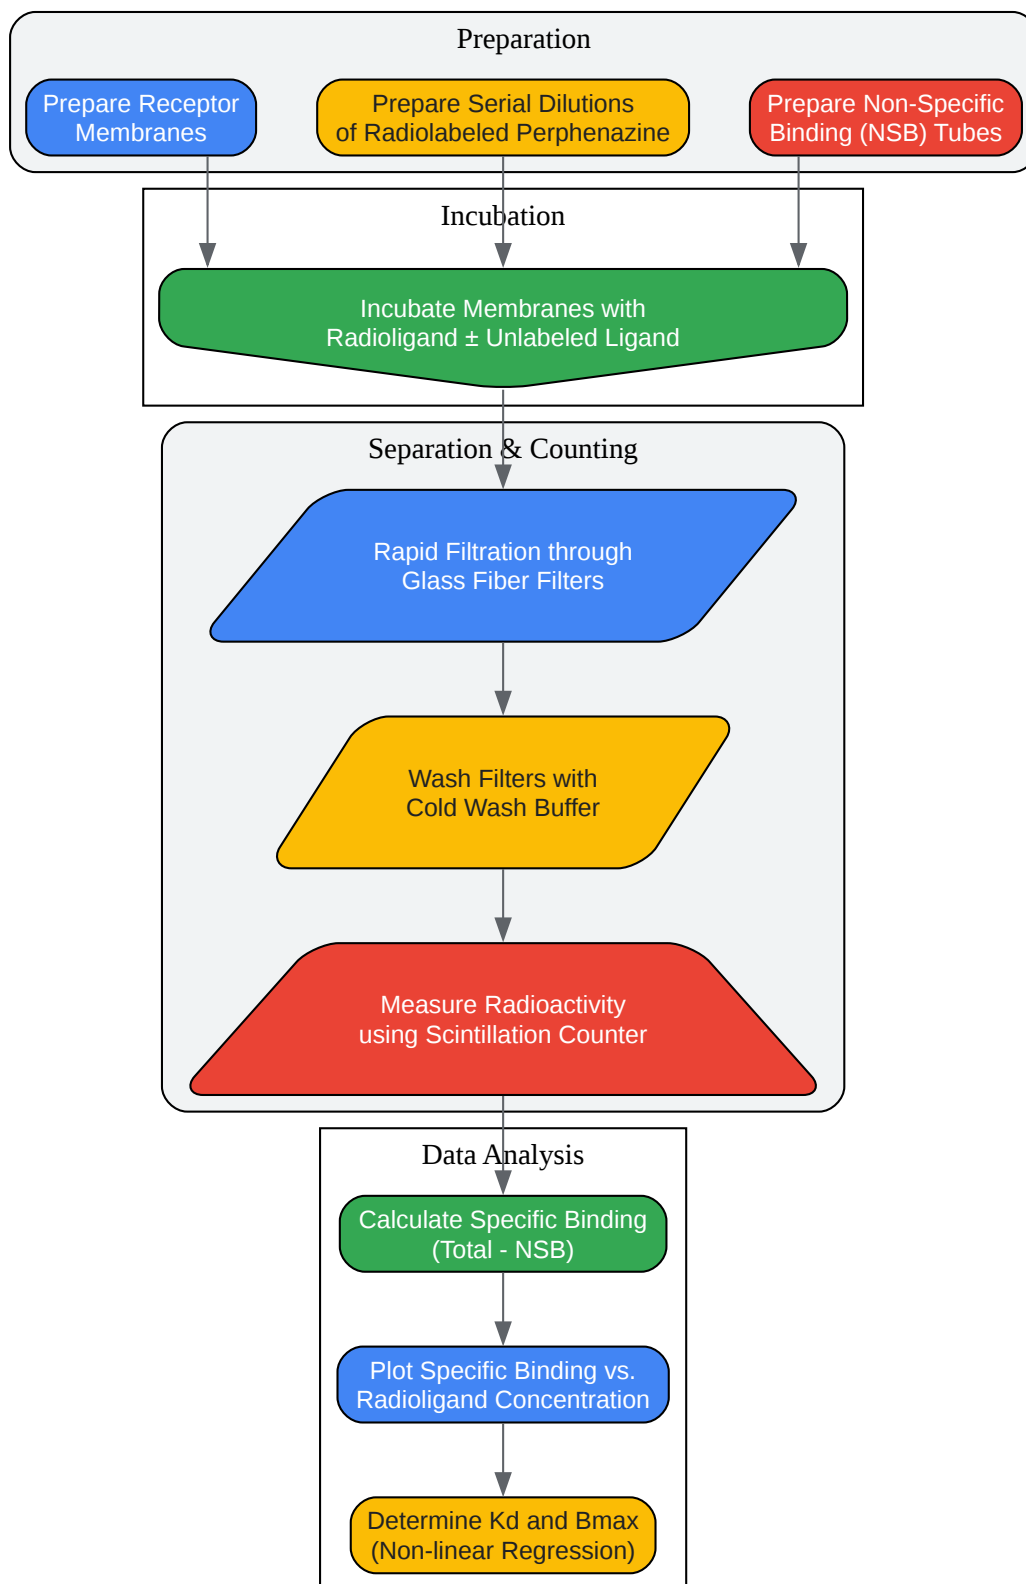 Preparation
Prepare Receptor
Membranes
Prepare Serial Dilutions
of Radiolabeled Perphenazine
Prepare Non-Specific
Binding (NSB) Tubes
Incubation
Incubate Membranes with
Radioligand ± Unlabeled Ligand
Separation & Counting
Rapid Filtration through
Glass Fiber Filters
Wash Filters with
Cold Wash Buffer
Measure Radioactivity
using Scintillation Counter
Data Analysis
Calculate Specific Binding
(Total - NSB)
Plot Specific Binding vs.
Radioligand Concentration
Determine Kd and Bmax
(Non-linear Regression)